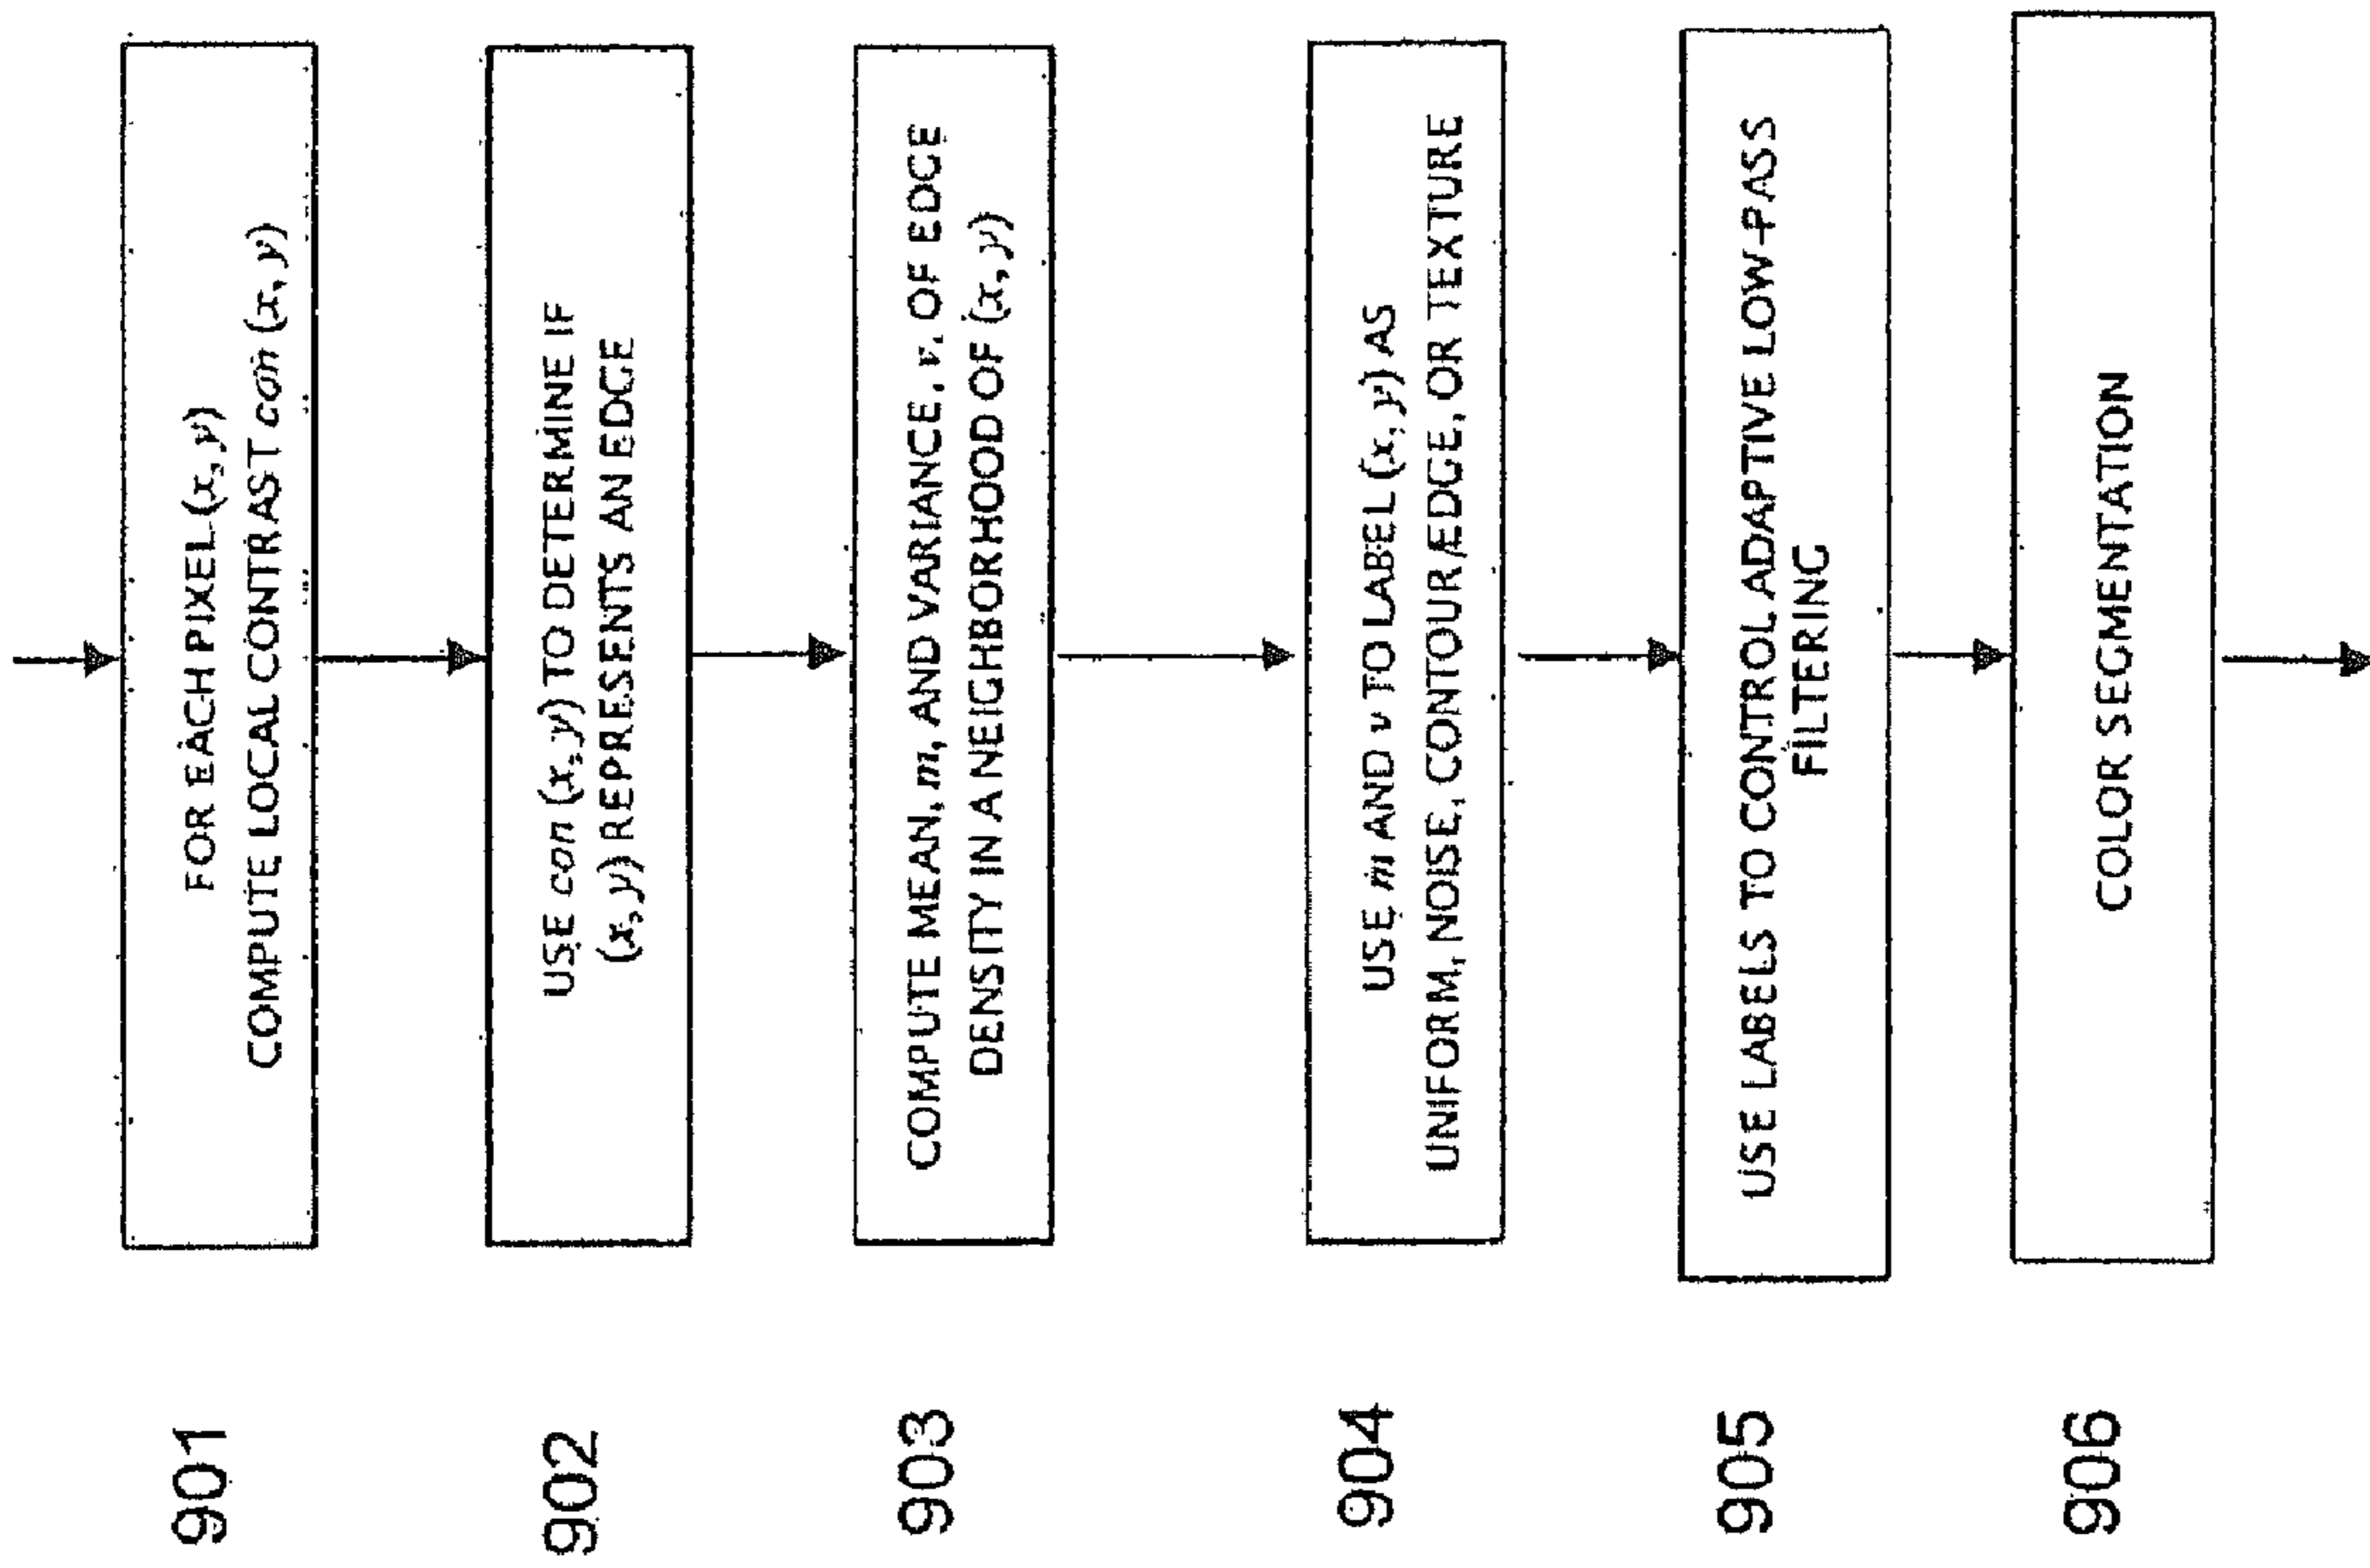 901
FOR EACH PIXEL (x, y)
COMPUTE LOCAL CONTRAST con (x, y)
902
USE con (x, y) TO DETERMINE IF
(x, y) REPRESENTS AN EDGE
903
COMPUTE MEAN, m, AND VARIANCE, v, OF EDGE
DENSITY IN A NEIGHBORHOOD OF (x, y)
904
USE m AND v TO LABEL (x, y) AS
UNIFORM, NOISE, CONTOUR/EDGE, OR TEXTURE
905
USE LABELS TO CONTROL ADAPTIVE LOW-PASS
FILTERING
906
COLOR SEGMENTATION